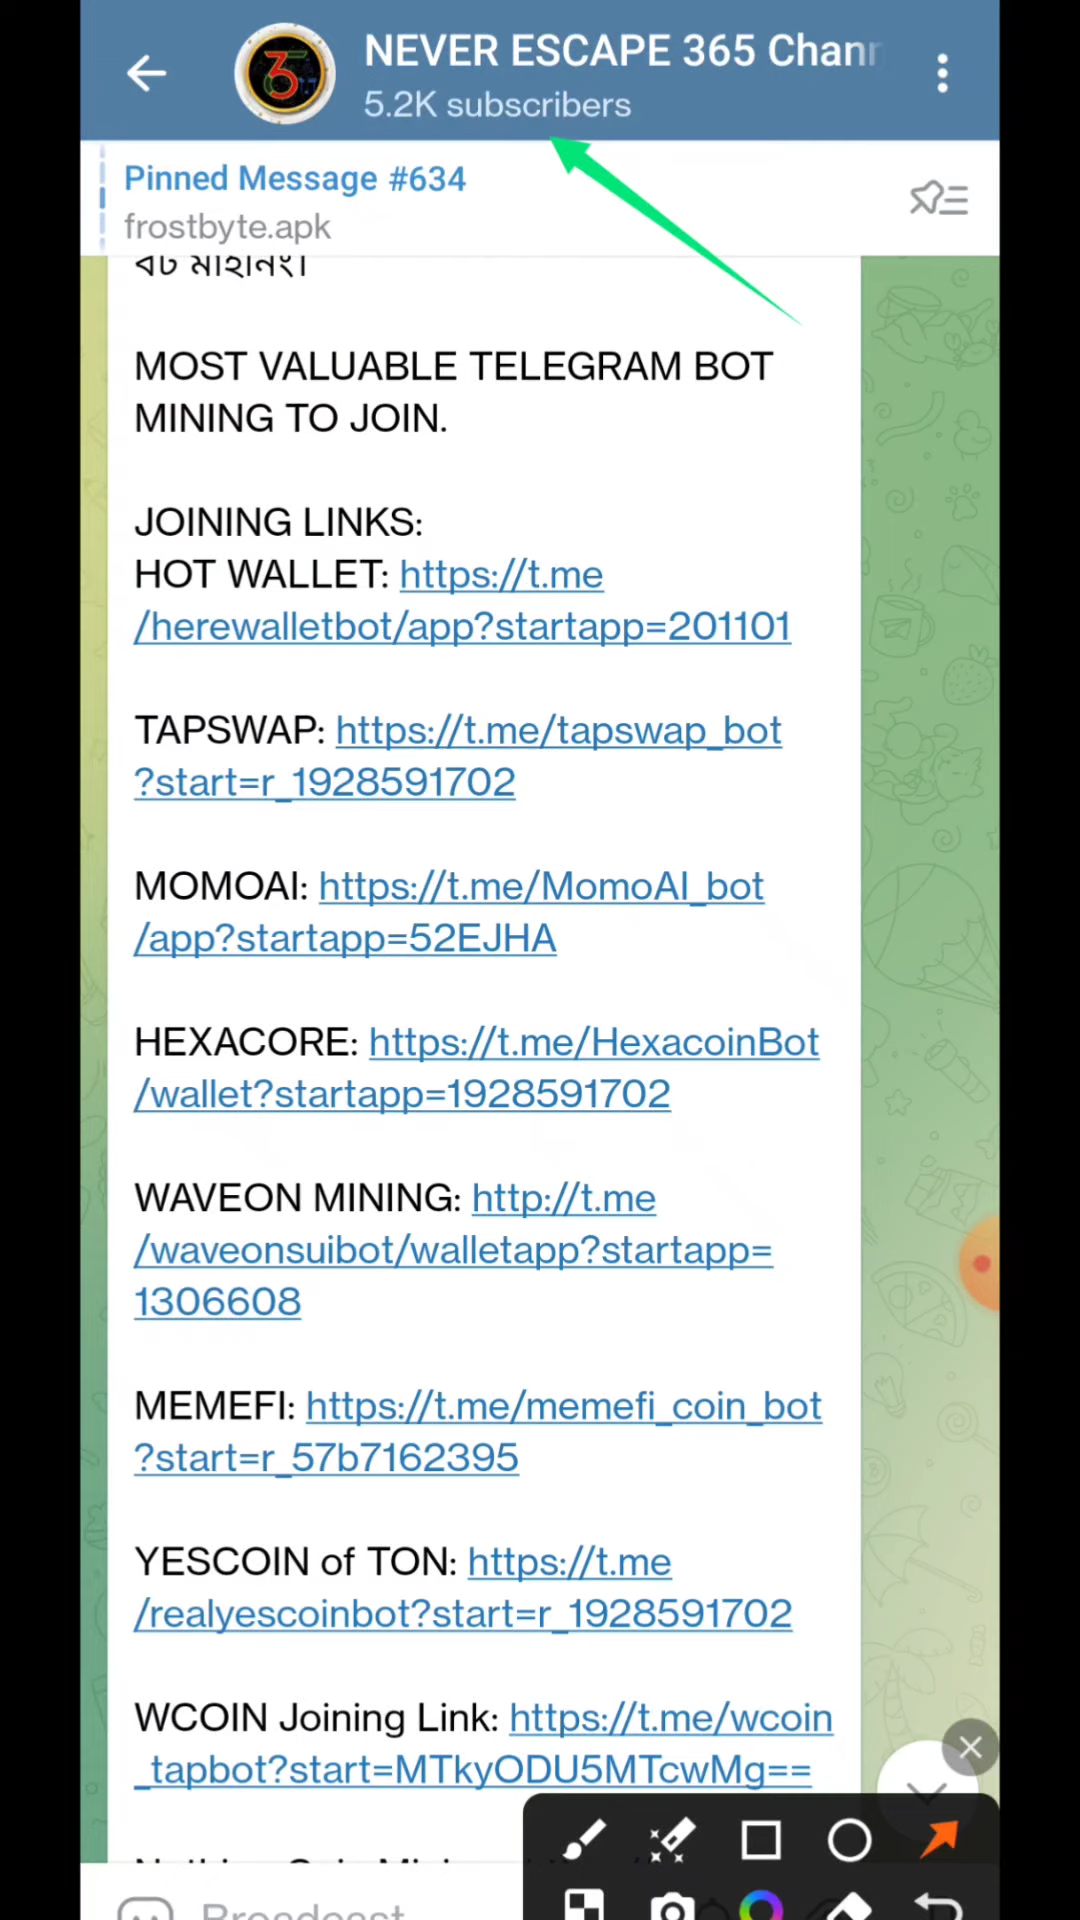 NEVER ESCAPE 365 Chann
5.2K subscribers
Pinned Message #634
frostbyte.apk
বট মাইনিং।
MOST VALUABLE TELEGRAM BOT
MINING TO JOIN.
JOINING LINKS:
HOT WALLET: https://t.me
/herewalletbot/app?startapp=201101
TAPSWAP: https://t.me/tapswap_bot
?start=r_1928591702
MOMOAI: https://t.me/MomoAI_bot
/app?startapp=52EJHA
HEXACORE: https://t.me/HexacoinBot
/wallet?startapp=1928591702
WAVEON MINING: http://t.me
/waveonsuibot/walletapp?startapp=
1306608
MEMEFI: https://t.me/memefi_coin_bot
?start=r_57b7162395
YESCOIN of TON: https://t.me
/realyescoinbot?start=r_1928591702
WCOIN Joining Link: https://t.me/wcoin
_tapbot?start=MTkyODU5MTcwMg==
Broadcast